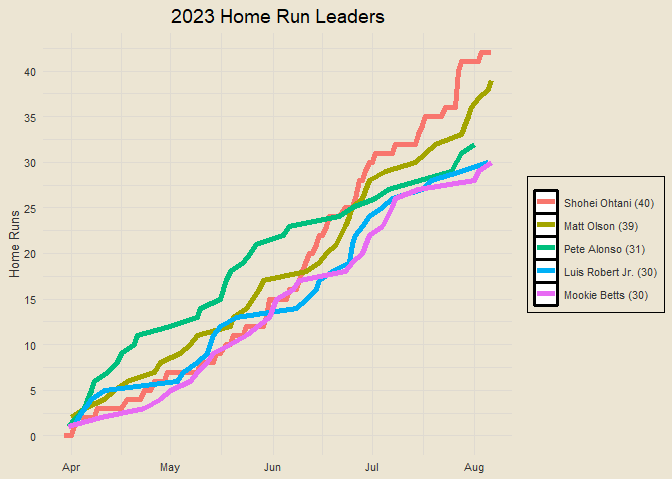 2023 Home Run Leaders
Home Runs
40
35
30
25
20
15
10
5
0
Apr May Jun Jul Aug
Shohei Ohtani (40)
Matt Olson (39)
Pete Alonso (31)
Luis Robert Jr. (30)
Mookie Betts (30)